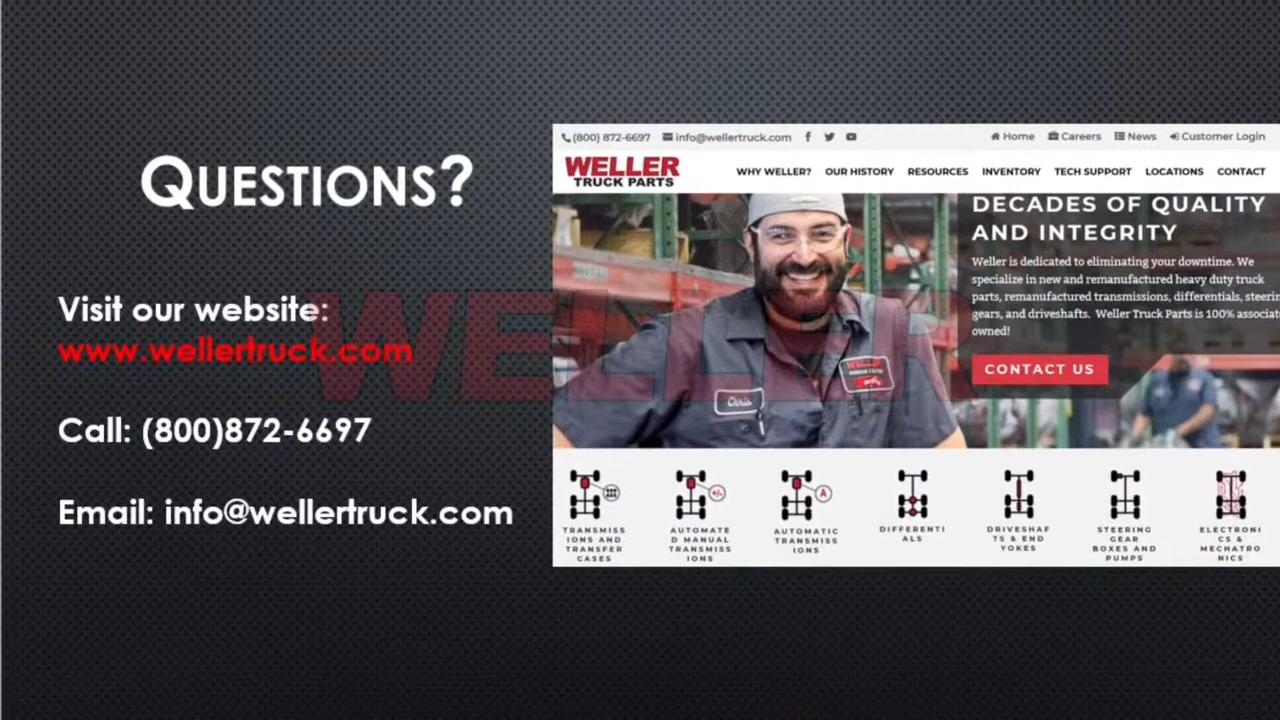 QUESTIONS?
Visit our website:
www.wellertruck.com
Call: (800)872-6697
Email: info@wellertruck.com
WELLER
(800) 872-6697 info@wellertruck.com Home Careers News Customer Login
WELLER
TRUCK PARTS
WHY WELLER? OUR HISTORY RESOURCES INVENTORY TECH SUPPORT LOCATIONS CONTACT
DECADES OF QUALITY
AND INTEGRITY
Weller is dedicated to eliminating your downtime. We
specialize in new and remanufactured heavy duty truck
parts, remanufactured transmissions, differentials, steerin
gears, and driveshafts. Weller Truck Parts is 100% associat
owned!
CONTACT US
Chris
+/-
A
TRANSMISS
IONS AND
TRANSFER
CASES
AUTOMATE
D MANUAL
TRANSMISS
IONS
AUTOMATIC
TRANSMISS
IONS
DIFFERENTI
ALS
DRIVESHAF
TS & END
YOKES
STEERING
GEAR
BOXES AND
PUMPS
ELECTRONI
CS &
MECHATRO
NICS